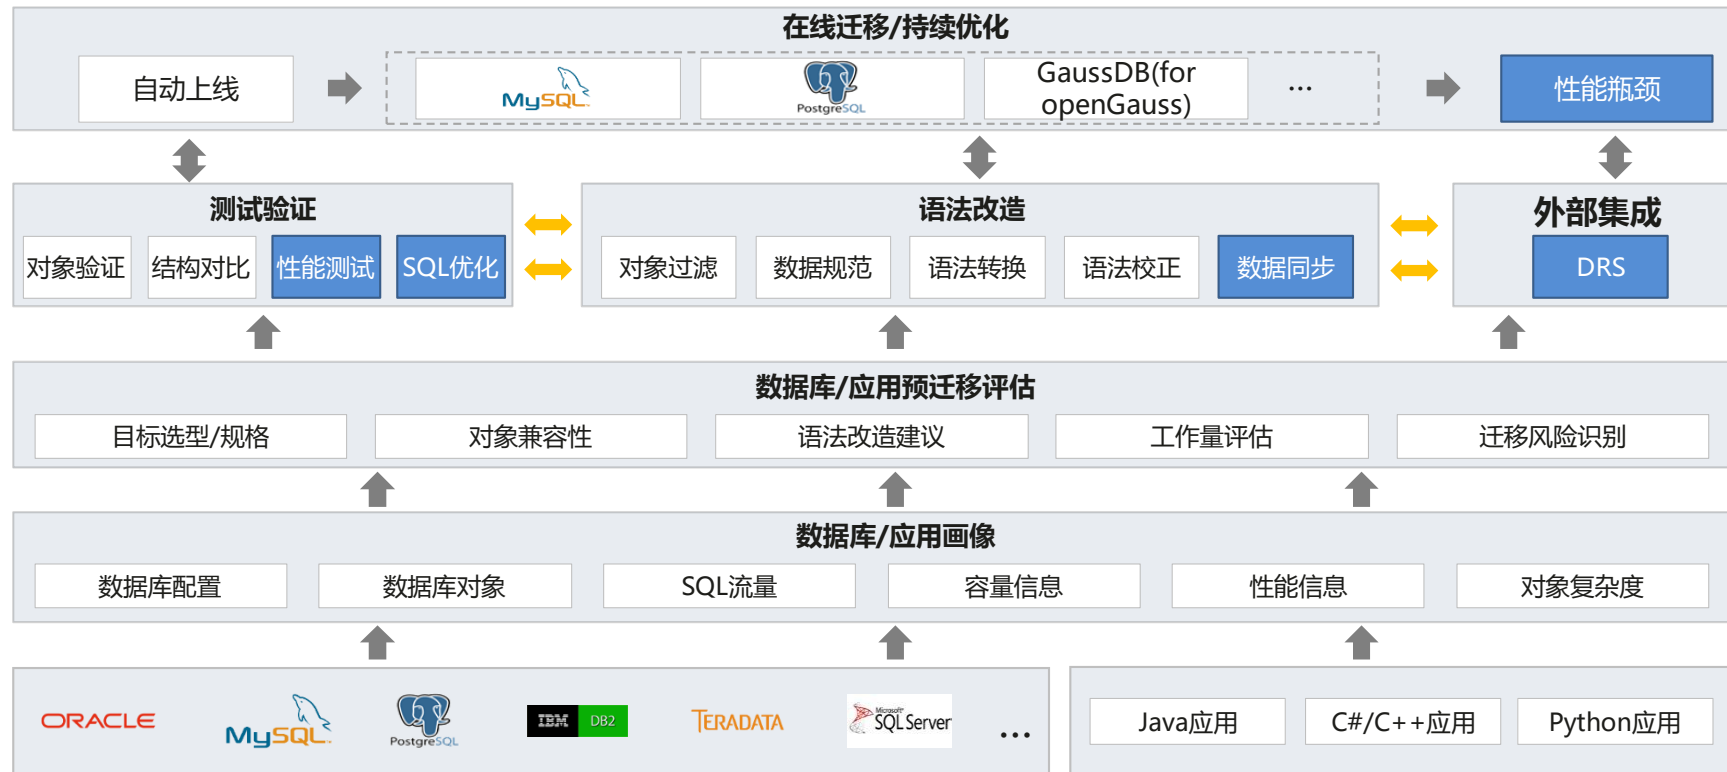 在线迁移/持续优化
自动上线
MySQL
PostgreSQL
GaussDB(for
openGauss)
...
性能瓶颈
测试验证
对象验证
结构对比
性能测试
SQL优化
语法改造
对象过滤
数据规范
语法转换
语法校正
数据同步
外部集成
DRS
数据库/应用预迁移评估
目标选型/规格
对象兼容性
语法改造建议
工作量评估
迁移风险识别
数据库/应用画像
数据库配置
数据库对象
SQL流量
容量信息
性能信息
对象复杂度
ORACLE
MySQL
PostgreSQL
IBM DB2
TERADATA
Microsoft
SQL Server
...
Java应用
C#/C++应用
Python应用